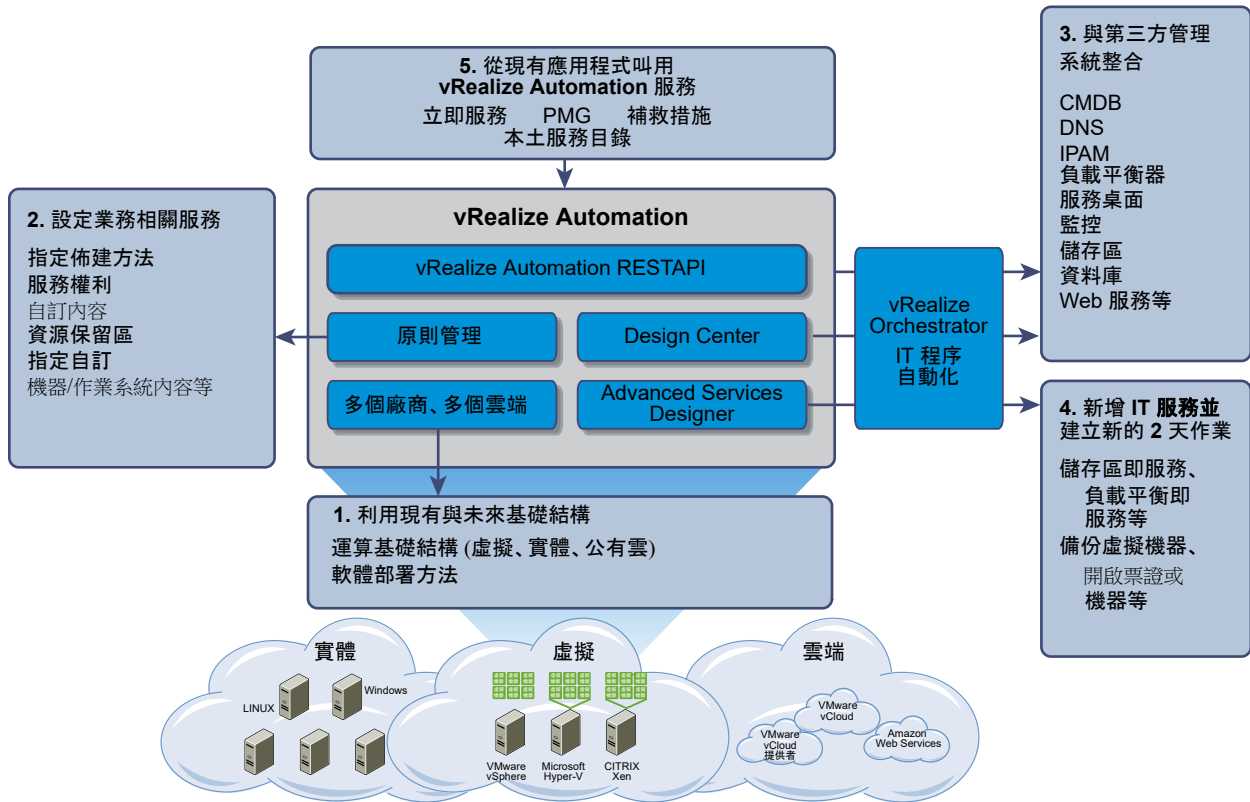 5. 從現有應用程式叫用
vRealize Automation 服務
立即服務 PMG 補救措施
本土服務目錄
3. 與第三方管理
系統整合
CMDB
DNS
IPAM
負載平衡器
服務桌面
監控
儲存區
資料庫
Web 服務等
2. 設定業務相關服務
指定佈建方法
服務權利
自訂內容
資源保留區
指定自訂
機器/作業系統內容等
vRealize Automation
vRealize Automation RESTAPI
原則管理
Design Center
多個廠商、多個雲端
Advanced Services
Designer
vRealize
Orchestrator
IT 程序
自動化
4. 新增 IT 服務並
建立新的 2 天作業
儲存區即服務、
負載平衡即
服務等
備份虛擬機器、
開啟票證或
機器等
1. 利用現有與未來基礎結構
運算基礎結構 (虛擬、實體、公有雲)
軟體部署方法
實體
LINUX
Windows
虛擬
VMware
vSphere
Microsoft
Hyper-V
CITRIX
Xen
雲端
VMware
vCloud
VMware
vCloud
提供者
Amazon
Web Services